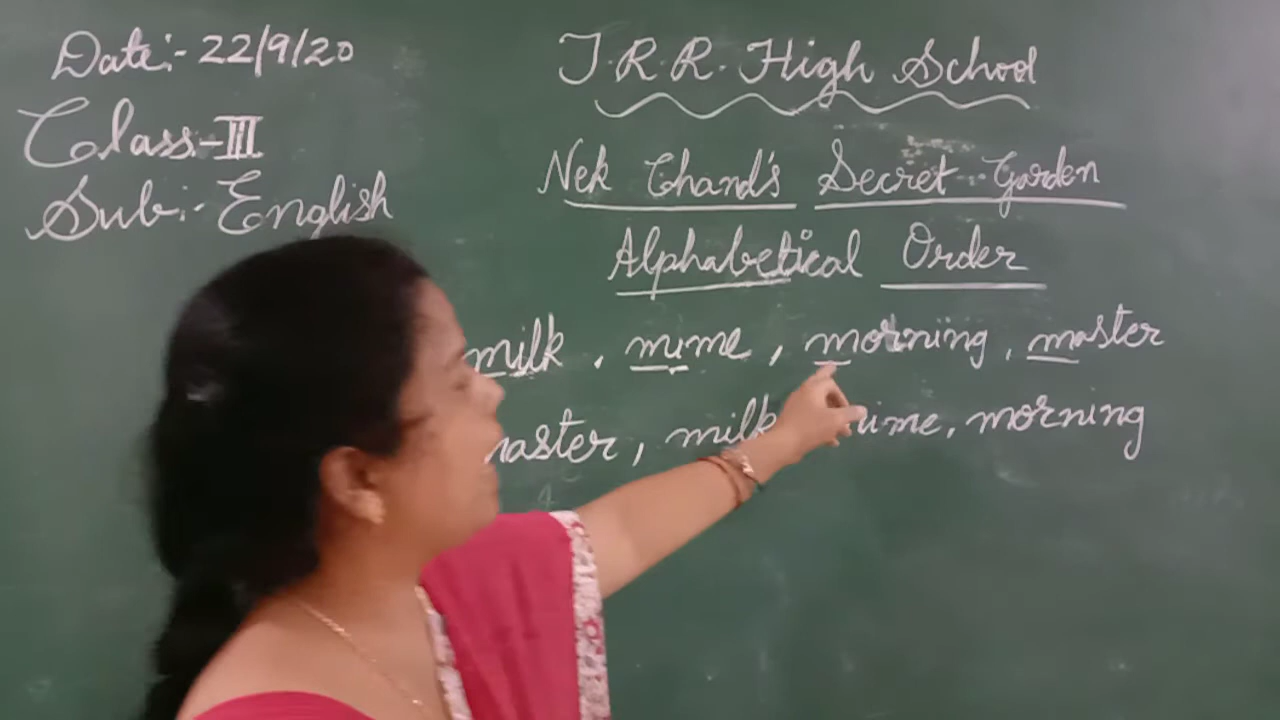 Date:- 22/9/20
J.R.R. High School
Class-III
Nek Chand's Secret Garden
Sub:- English
Alphabetical Order
milk, mime, morning, master
master, milk, mime, morning